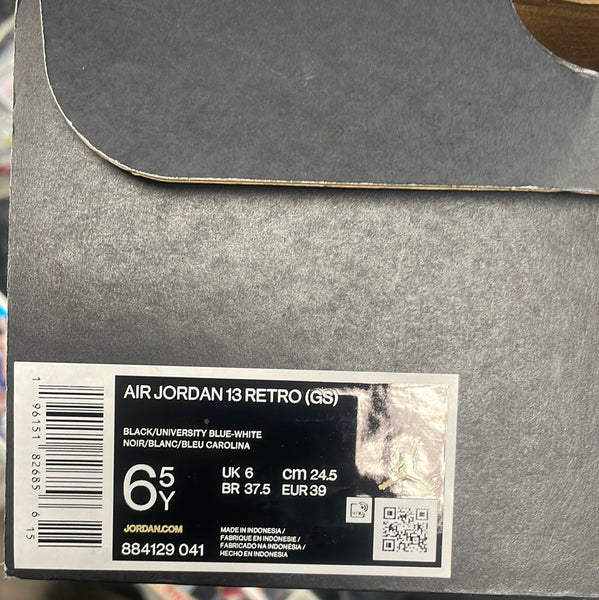 AIR JORDAN 13 RETRO (GS)
BLACK/UNIVERSITY BLUE-WHITE
NOIR/BLANC/BLEU CAROLINA
6 5Y
UK 6 cm 24.5
BR 37.5 EUR 39
JORDAN.COM
884129 041
MADE IN INDONESIA /
FABRIQUE EN INDONESIE /
FABRICADO NA INDONÉSIA /
HECHO EN INDONESIA
1 96151 82685 6 15